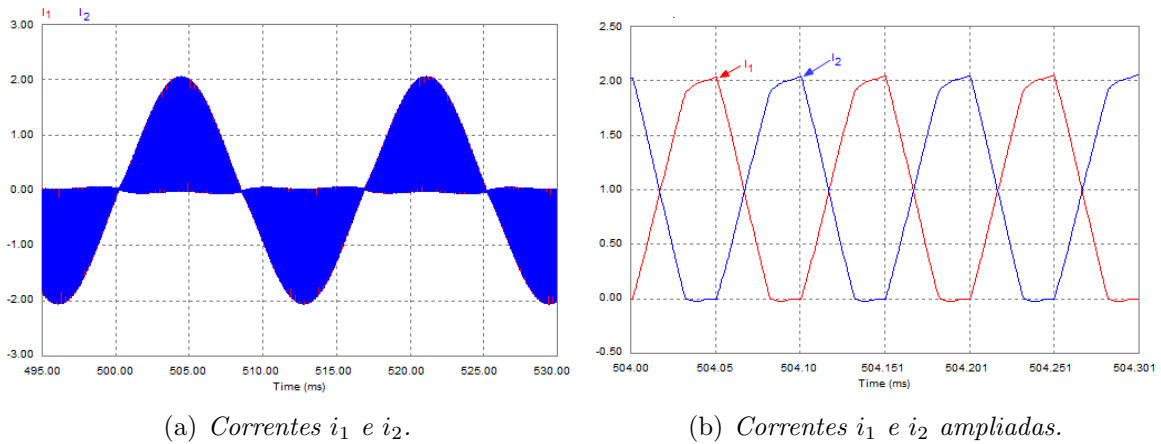 I1 I2
3.00
2.00
1.00
0.00
-1.00
-2.00
-3.00
495.00 500.00 505.00 510.00 515.00 520.00 525.00 530.00
Time (ms)
(a) Correntes i1 e i2.
2.50
2.00
1.50
1.00
0.50
0.00
-0.50
I1
I2
504.00 504.05 504.10 504.151 504.201 504.251 504.301
Time (ms)
(b) Correntes i1 e i2 ampliadas.